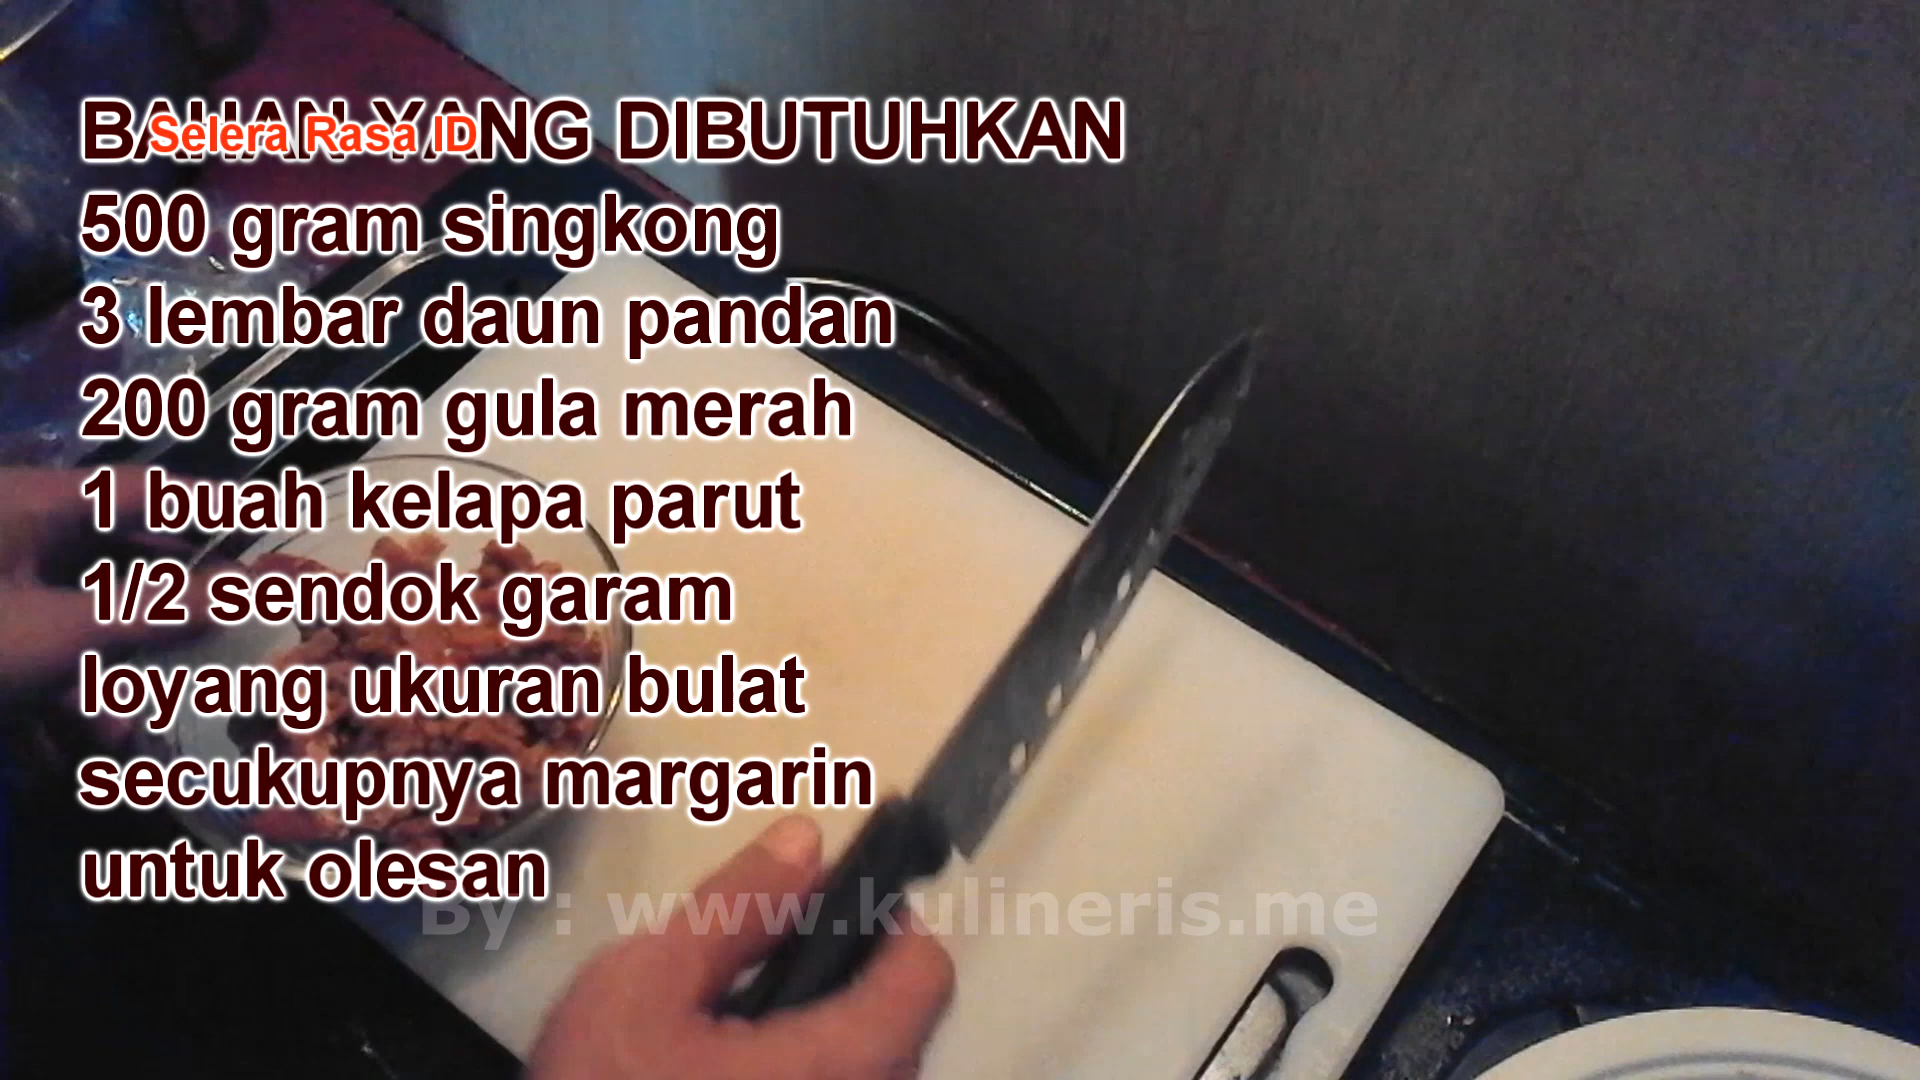 BAHAN YANG DIBUTUHKAN
Selera Rasa ID
500 gram singkong
3 lembar daun pandan
200 gram gula merah
1 buah kelapa parut
1/2 sendok garam
loyang ukuran bulat
secukupnya margarin
untuk olesan
By : www.kulineris.me